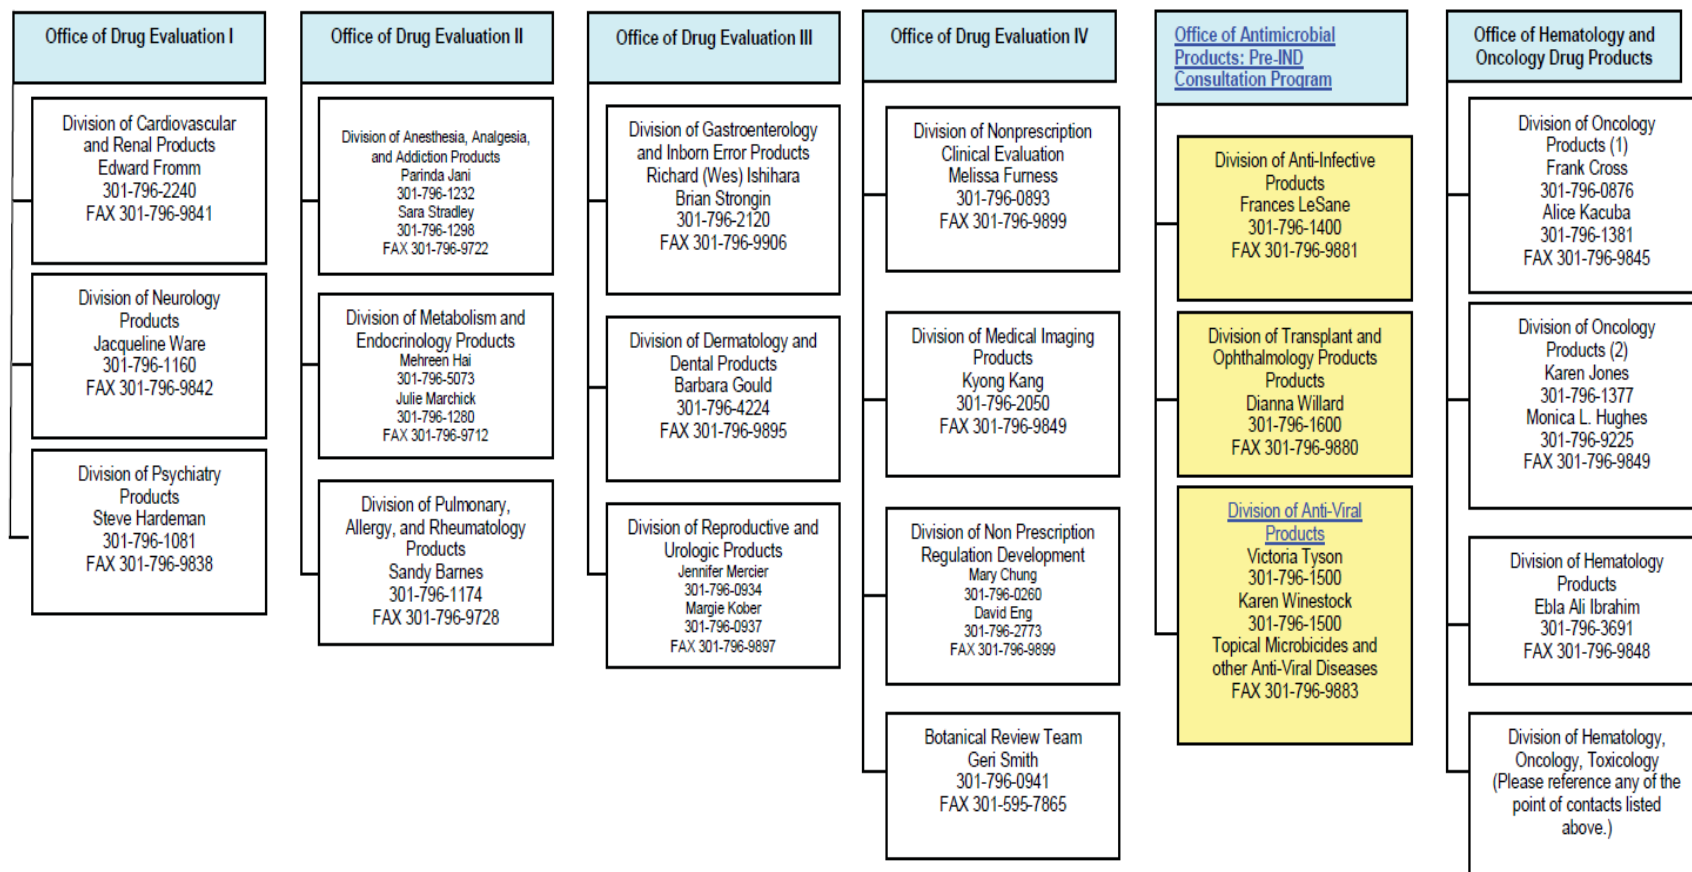 Office of Drug Evaluation I
Division of Cardiovascular
and Renal Products
Edward Fromm
301-796-2240
FAX 301-796-9841
Division of Neurology
Products
Jacqueline Ware
301-796-1160
FAX 301-796-9842
Division of Psychiatry
Products
Steve Hardeman
301-796-1081
FAX 301-796-9838
Office of Drug Evaluation II
Division of Anesthesia, Analgesia,
and Addiction Products
Parinda Jani
301-796-1232
Sara Stradley
301-796-1298
FAX 301-796-9722
Division of Metabolism and
Endocrinology Products
Mehreen Hai
301-796-5073
Julie Marchick
301-796-1280
FAX 301-796-9712
Division of Pulmonary,
Allergy, and Rheumatology
Products
Sandy Barnes
301-796-1174
FAX 301-796-9728
Office of Drug Evaluation III
Division of Gastroenterology
and Inborn Error Products
Richard (Wes) Ishihara
Brian Strongin
301-796-2120
FAX 301-796-9906
Division of Dermatology and
Dental Products
Barbara Gould
301-796-4224
FAX 301-796-9895
Division of Reproductive and
Urologic Products
Jennifer Mercier
301-796-0934
Margie Kober
301-796-0937
FAX 301-796-9897
Office of Drug Evaluation IV
Division of Nonprescription
Clinical Evaluation
Melissa Furness
301-796-0893
FAX 301-796-9899
Division of Medical Imaging
Products
Kyong Kang
301-796-2050
FAX 301-796-9849
Division of Non Prescription
Regulation Development
Mary Chung
301-796-0260
David Eng
301-796-2773
FAX 301-796-9899
Botanical Review Team
Geri Smith
301-796-0941
FAX 301-595-7865
Office of Antimicrobial
Products: Pre-IND
Consultation Program
Division of Anti-Infective
Products
Frances LeSane
301-796-1400
FAX 301-796-9881
Division of Transplant and
Ophthalmology Products
Products
Dianna Willard
301-796-1600
FAX 301-796-9880
Division of Anti-Viral
Products
Victoria Tyson
301-796-1500
Karen Winestock
301-796-1500
Topical Microbicides and
other Anti-Viral Diseases
FAX 301-796-9883
Office of Hematology and
Oncology Drug Products
Division of Oncology
Products (1)
Frank Cross
301-796-0876
Alice Kacuba
301-796-1381
FAX 301-796-9845
Division of Oncology
Products (2)
Karen Jones
301-796-1377
Monica L. Hughes
301-796-9225
FAX 301-796-9849
Division of Hematology
Products
Ebla Ali Ibrahim
301-796-3691
FAX 301-796-9848
Division of Hematology,
Oncology, Toxicology
(Please reference any of the
point of contacts listed
above.)